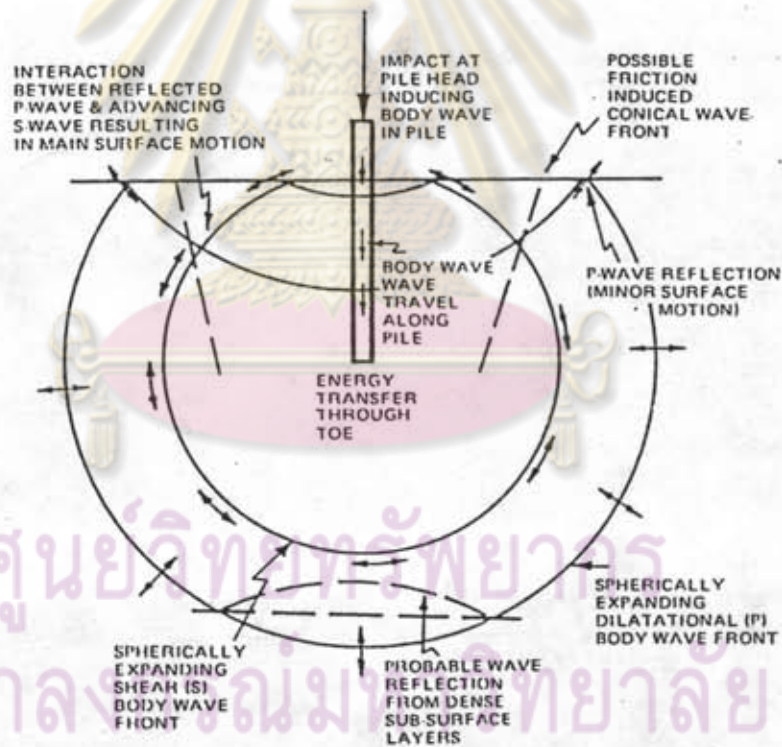 INTERACTION
BETWEEN REFLECTED
P-WAVE & ADVANCING
S-WAVE RESULTING
IN MAIN SURFACE MOTION
IMPACT AT
PILE HEAD
INDUCING
BODY WAVE
IN PILE
POSSIBLE
FRICTION
INDUCED
CONICAL WAVE
FRONT
BODY WAVE
WAVE
TRAVEL
ALONG
PILE
P-WAVE REFLECTION
(MINOR SURFACE
MOTION)
ENERGY
TRANSFER
THROUGH
TOE
SPHERICALLY
EXPANDING
SHEAR (S)
BODY WAVE
FRONT
PROBABLE WAVE
REFLECTION
FROM DENSE
SUB-SURFACE
LAYERS
SPHERICALLY
EXPANDING
DILATATIONAL (P)
BODY WAVE FRONT
ศูนย์วิทยทรัพยากร
าลงกรณ์มหาวิทยาลัย